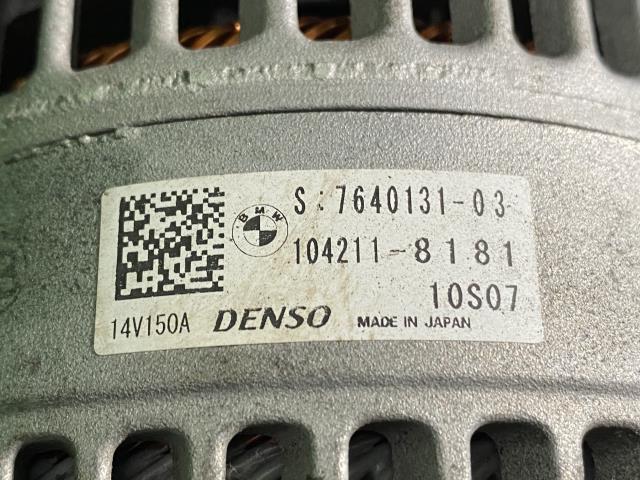 S:7640131-03
BMW
104211-8181
10S07
14V150A DENSO MADE IN JAPAN